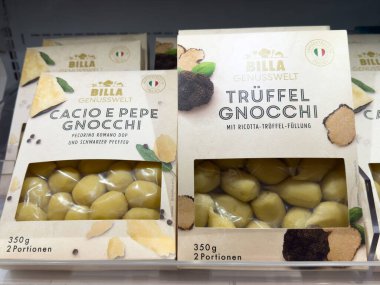 BILLA
GENUSSWELT
CACIO E PEPE
GNOCCHI
PECORINO ROMANO DOP
UND SCHWARZER PFEFFER
350g
2 Portionen
BILLA
GENUSSWELT
TRÜFFEL
GNOCCHI
MIT RICOTTA-TRÜFFEL-FÜLLUNG
350g
2 Portionen